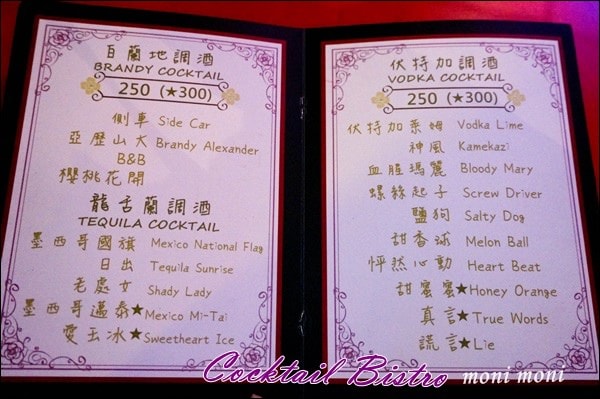 百蘭地調酒
BRANDY COCKTAIL
250 (★300)
側車 Side Car
亞歷山大 Brandy Alexander
B&B
櫻桃花開
龍舌蘭調酒
TEQUILA COCKTAIL
墨西哥國旗 Mexico National Flag
日出 Tequila Sunrise
老處女 Shady Lady
墨西哥邁泰★Mexico Mi-Tai
愛玉冰★Sweetheart Ice
伏特加調酒
VODKA COCKTAIL
250 (★300)
伏特加萊姆 Vodka Lime
神風 Kamekazi
血腥瑪麗 Bloody Mary
螺絲起子 Screw Driver
鹽狗 Salty Dog
甜香球 Melon Ball
怦然心動 Heart Beat
甜蜜蜜★Honey Orange
真言★True Words
謊言★Lie
Cocktail Bistro moni moni